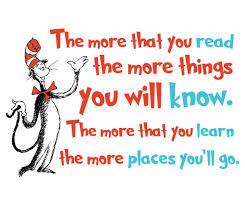 The more that you read
the more things
you will know.
The more that you learn
the more places you'll go.